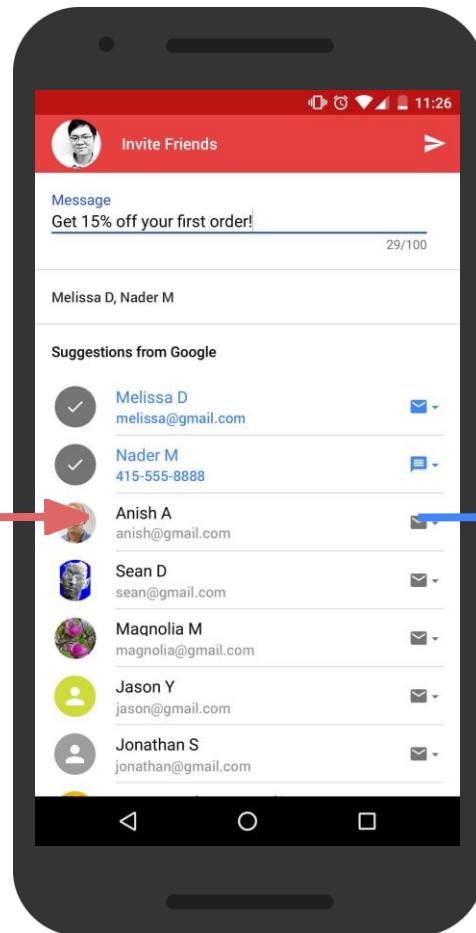 11:26
Invite Friends
Message
Get 15% off your first order!
29/100
Melissa D, Nader M
Suggestions from Google
Melissa D
melissa@gmail.com
Nader M
415-555-8888
Anish A
anish@gmail.com
Sean D
sean@gmail.com
Magnolia M
magnolia@gmail.com
Jason Y
jason@gmail.com
Jonathan S
jonathan@gmail.com